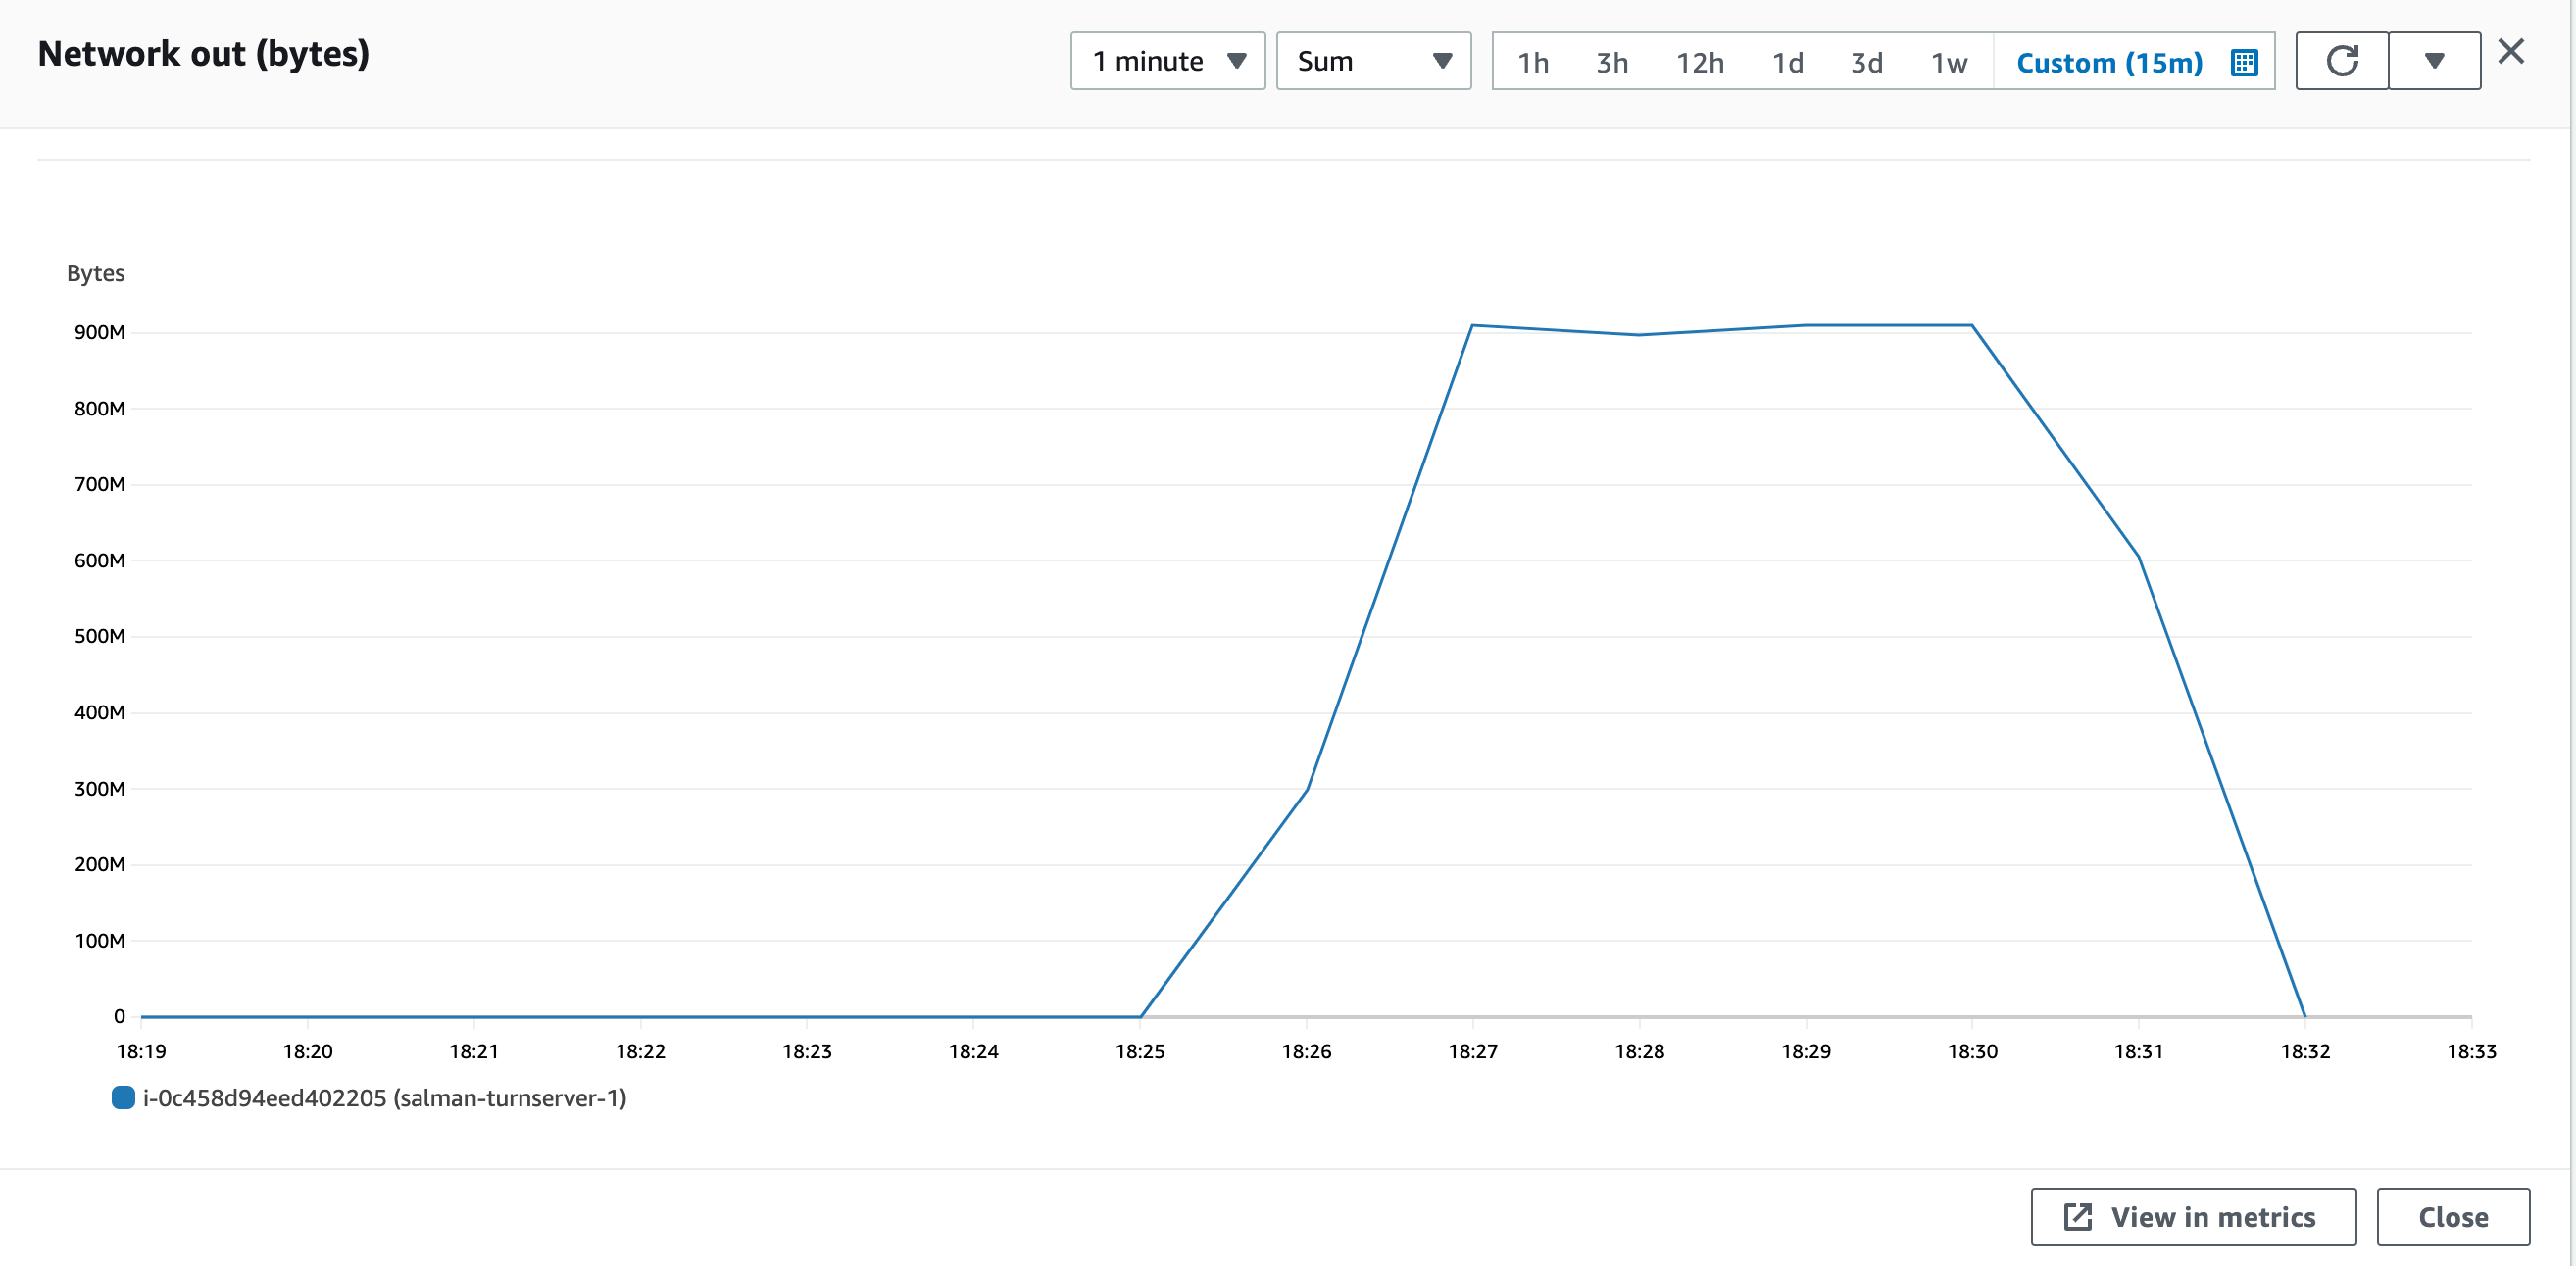 Network out (bytes)
1 minute
Sum
1h 3h 12h 1d 3d 1w Custom (15m)
Bytes
900M
800M
700M
600M
500M
400M
300M
200M
100M
0
18:19 18:20 18:21 18:22 18:23 18:24 18:25 18:26 18:27 18:28 18:29 18:30 18:31 18:32 18:33
i-0c458d94eed402205 (salman-turnserver-1)
View in metrics
Close